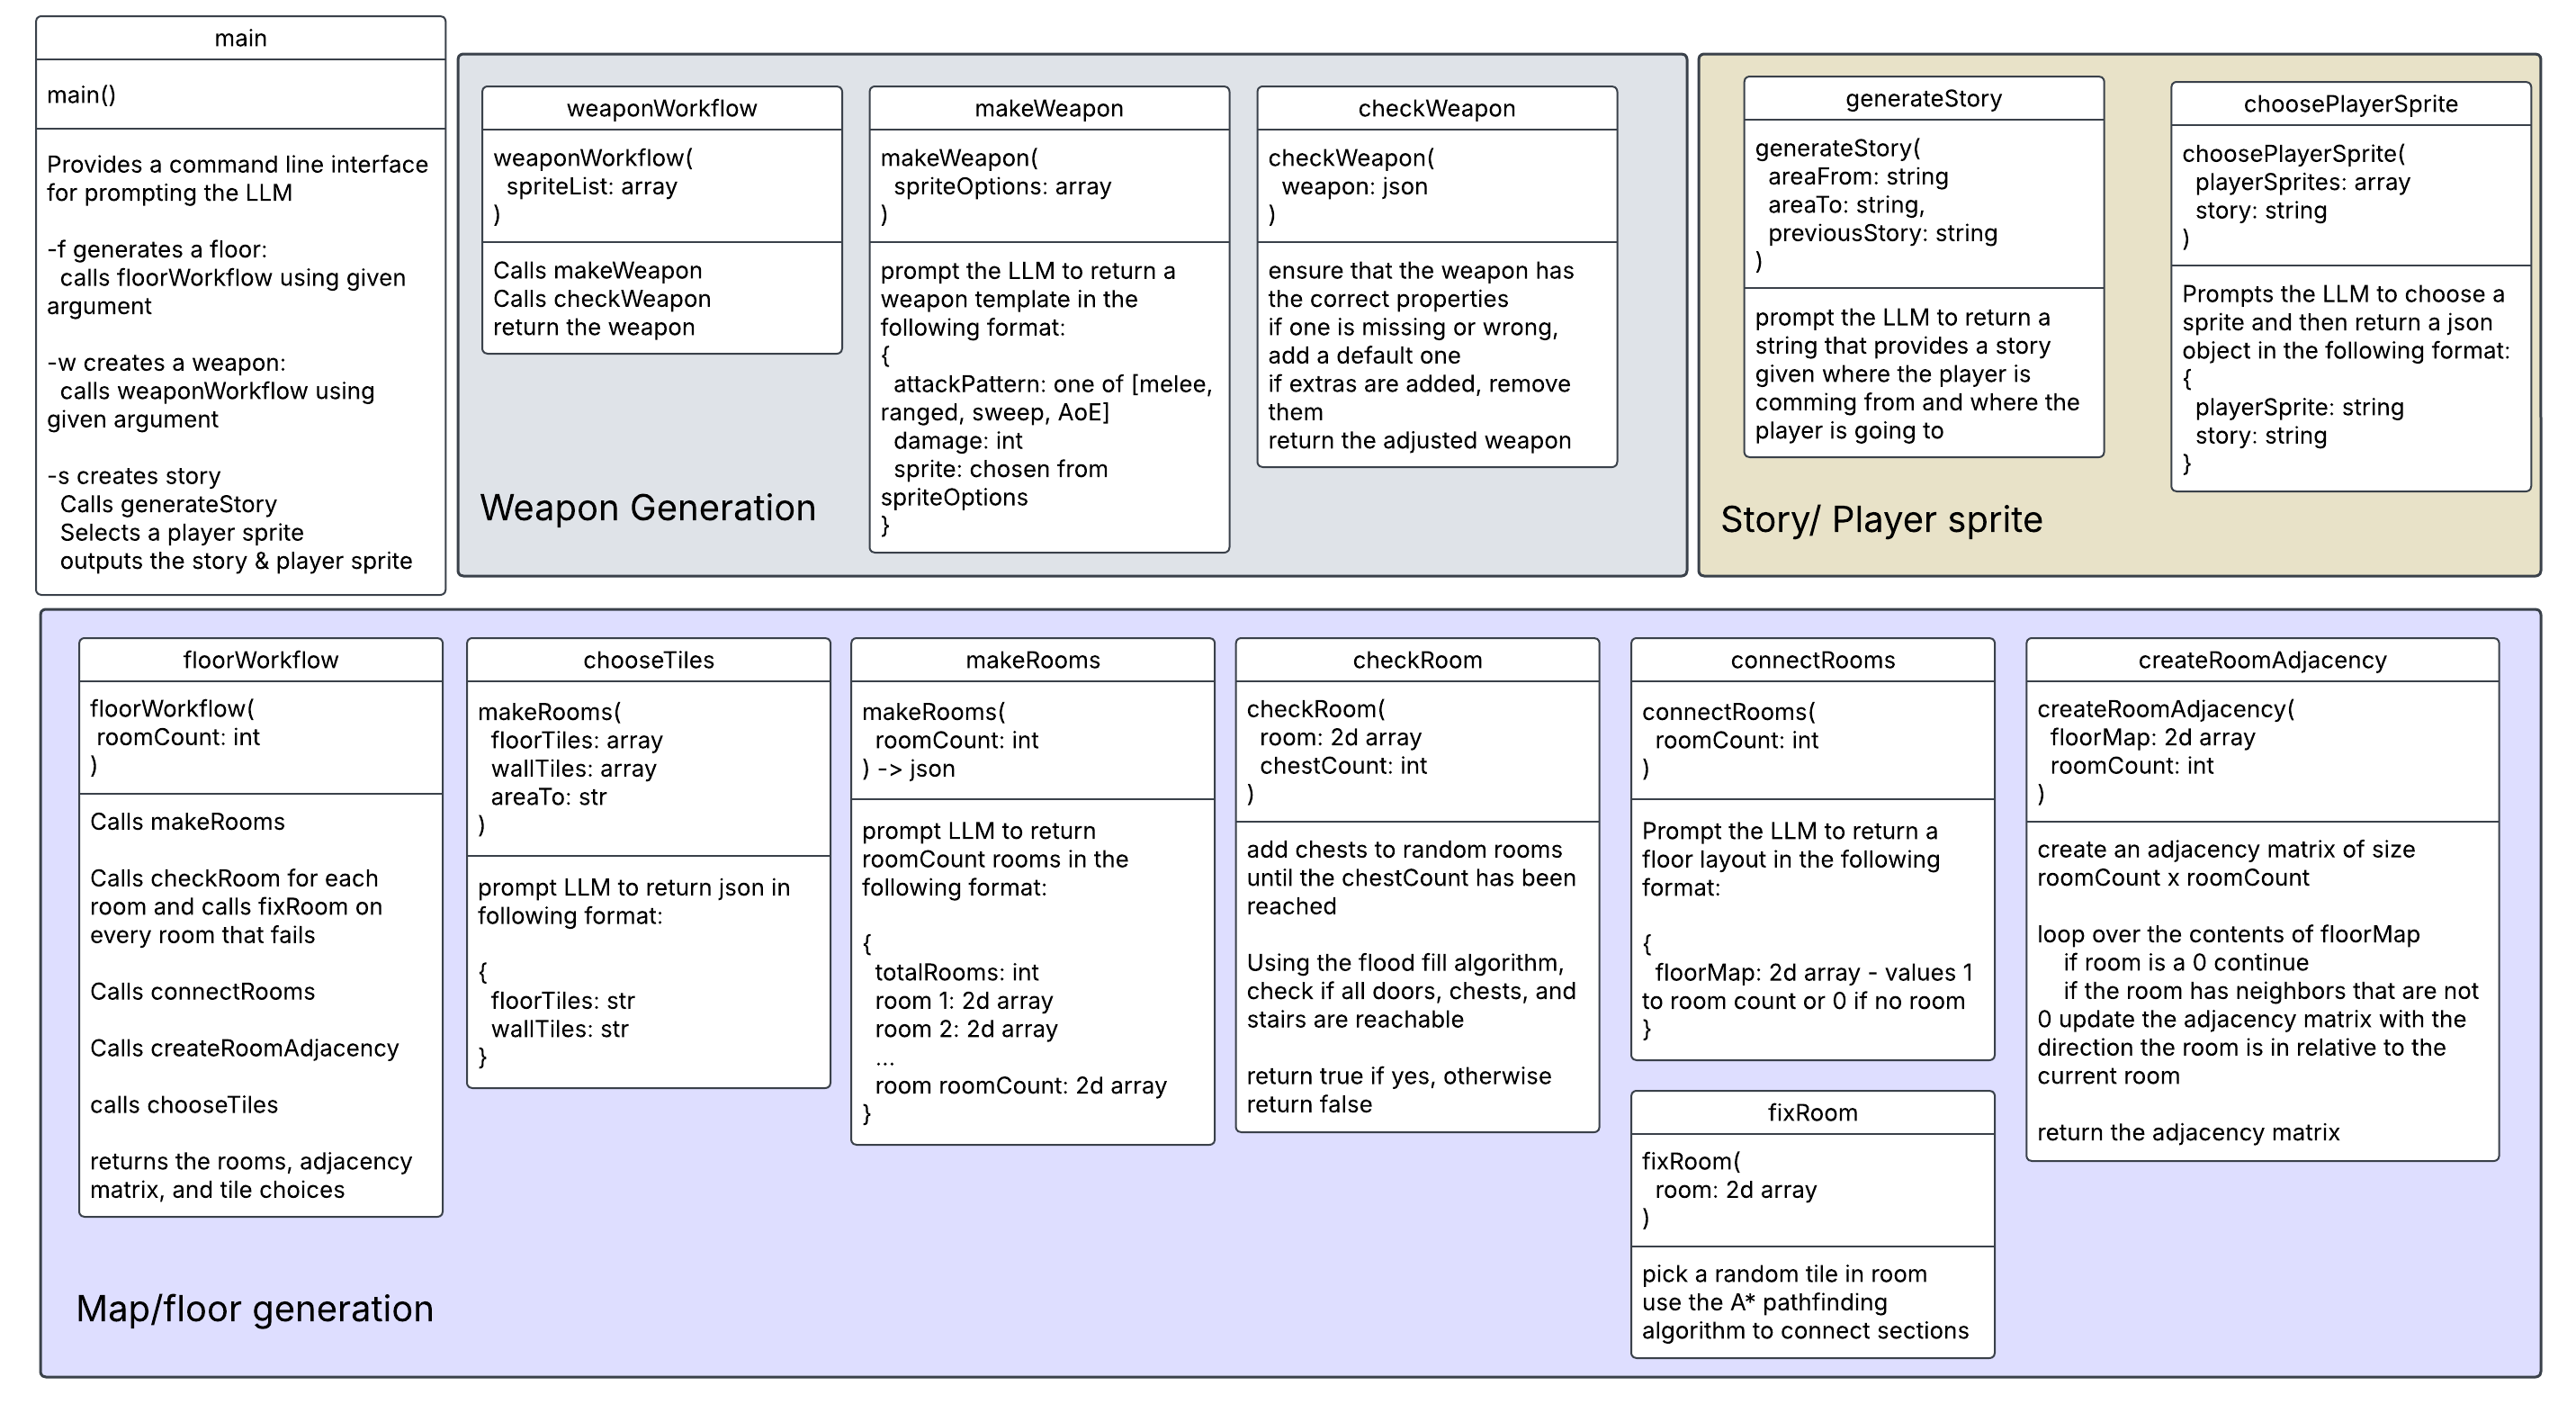 main
main()
Provides a command line interface
for prompting the LLM
-f generates a floor:
calls floorWorkflow using given
argument
-w creates a weapon:
calls weaponWorkflow using
given argument
-s creates story
Calls generateStory
Selects a player sprite
outputs the story & player sprite
weaponWorkflow
weaponWorkflow(
spriteList: array
)
Calls makeWeapon
Calls checkWeapon
return the weapon
makeWeapon
makeWeapon(
spriteOptions: array
)
prompt the LLM to return a
weapon template in the
following format:
{
attackPattern: one of [melee,
ranged, sweep, AoE]
damage: int
sprite: chosen from
spriteOptions
}
checkWeapon
checkWeapon(
weapon: json
)
ensure that the weapon has
the correct properties
if one is missing or wrong,
add a default one
if extras are added, remove
them
return the adjusted weapon
Weapon Generation
generateStory
generateStory(
areaFrom: string
areaTo: string,
previousStory: string
)
prompt the LLM to return a
string that provides a story
given where the player is
comming from and where the
player is going to
choosePlayerSprite
choosePlayerSprite(
playerSprites: array
story: string
)
Prompts the LLM to choose a
sprite and then return a json
object in the following format:
{
playerSprite: string
story: string
}
Story/ Player sprite
floorWorkflow
floorWorkflow(
roomCount: int
)
Calls makeRooms
Calls checkRoom for each
room and calls fixRoom on
every room that fails
Calls connectRooms
Calls createRoomAdjacency
calls chooseTiles
returns the rooms, adjacency
matrix, and tile choices
chooseTiles
makeRooms(
floorTiles: array
wallTiles: array
areaTo: str
)
prompt LLM to return json in
following format:
{
floorTiles: str
wallTiles: str
}
makeRooms
makeRooms(
roomCount: int
) -> json
prompt LLM to return
roomCount rooms in the
following format:
{
totalRooms: int
room 1: 2d array
room 2: 2d array
...
room roomCount: 2d array
}
checkRoom
checkRoom(
room: 2d array
chestCount: int
)
add chests to random rooms
until the chestCount has been
reached
Using the flood fill algorithm,
check if all doors, chests, and
stairs are reachable
return true if yes, otherwise
return false
connectRooms
connectRooms(
roomCount: int
)
Prompt the LLM to return a
floor layout in the following
format:
{
floorMap: 2d array - values 1
to room count or 0 if no room
}
fixRoom
fixRoom(
room: 2d array
)
pick a random tile in room
use the A* pathfinding
algorithm to connect sections
createRoomAdjacency
createRoomAdjacency(
floorMap: 2d array
roomCount: int
)
create an adjacency matrix of size
roomCount x roomCount
loop over the contents of floorMap
if room is a 0 continue
if the room has neighbors that are not
0 update the adjacency matrix with the
direction the room is in relative to the
current room
return the adjacency matrix
Map/floor generation